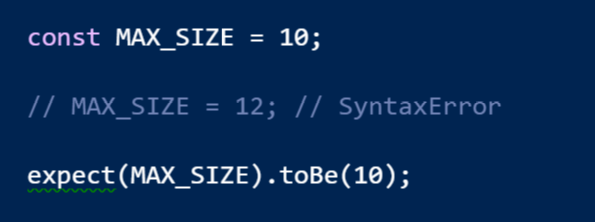 const MAX_SIZE = 10;
// MAX_SIZE = 12; // SyntaxError
expect(MAX_SIZE).toBe(10);